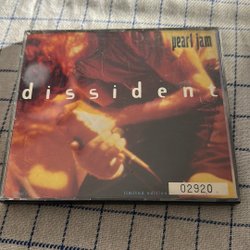 pearl jam
dissident
limited edition
02920